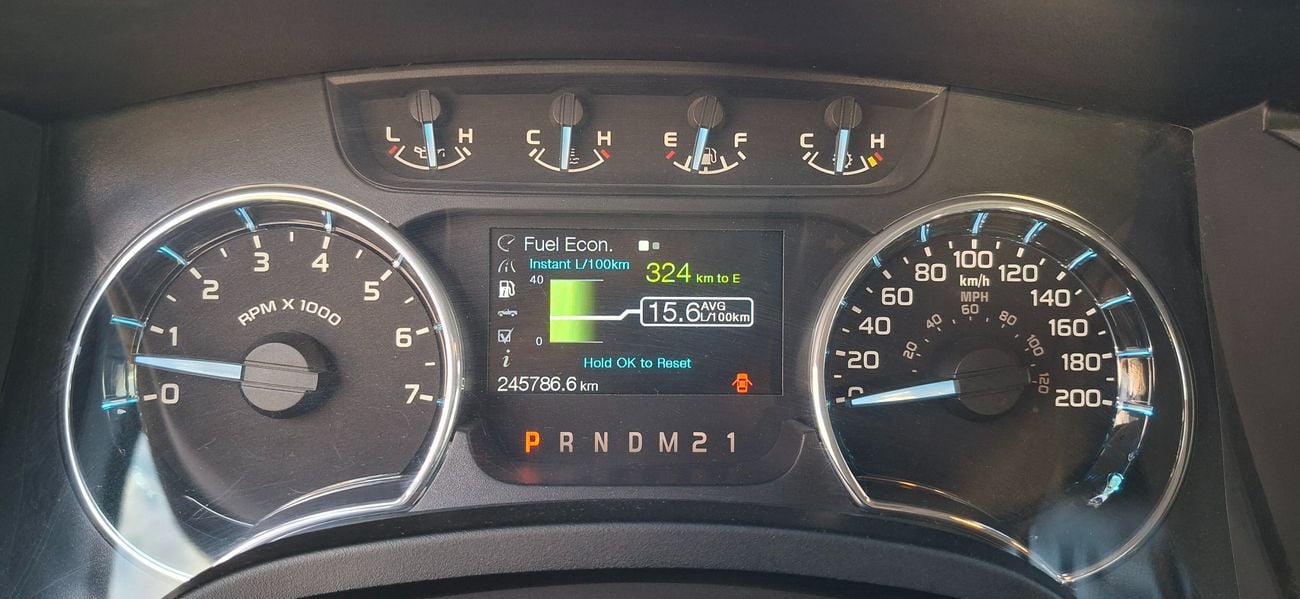 L H C H E F C H
Fuel Econ.
Instant L/100km
324 km to E
40
15.6 AVG L/100km
0
Hold OK to Reset
245786.6 km
P R N D M 2 1
0 1 2 3 4 5 6 7
RPM X 1000
0 20 40 60 80 100 120 140 160 180 200
km/h
MPH
20 40 60 80 100 120